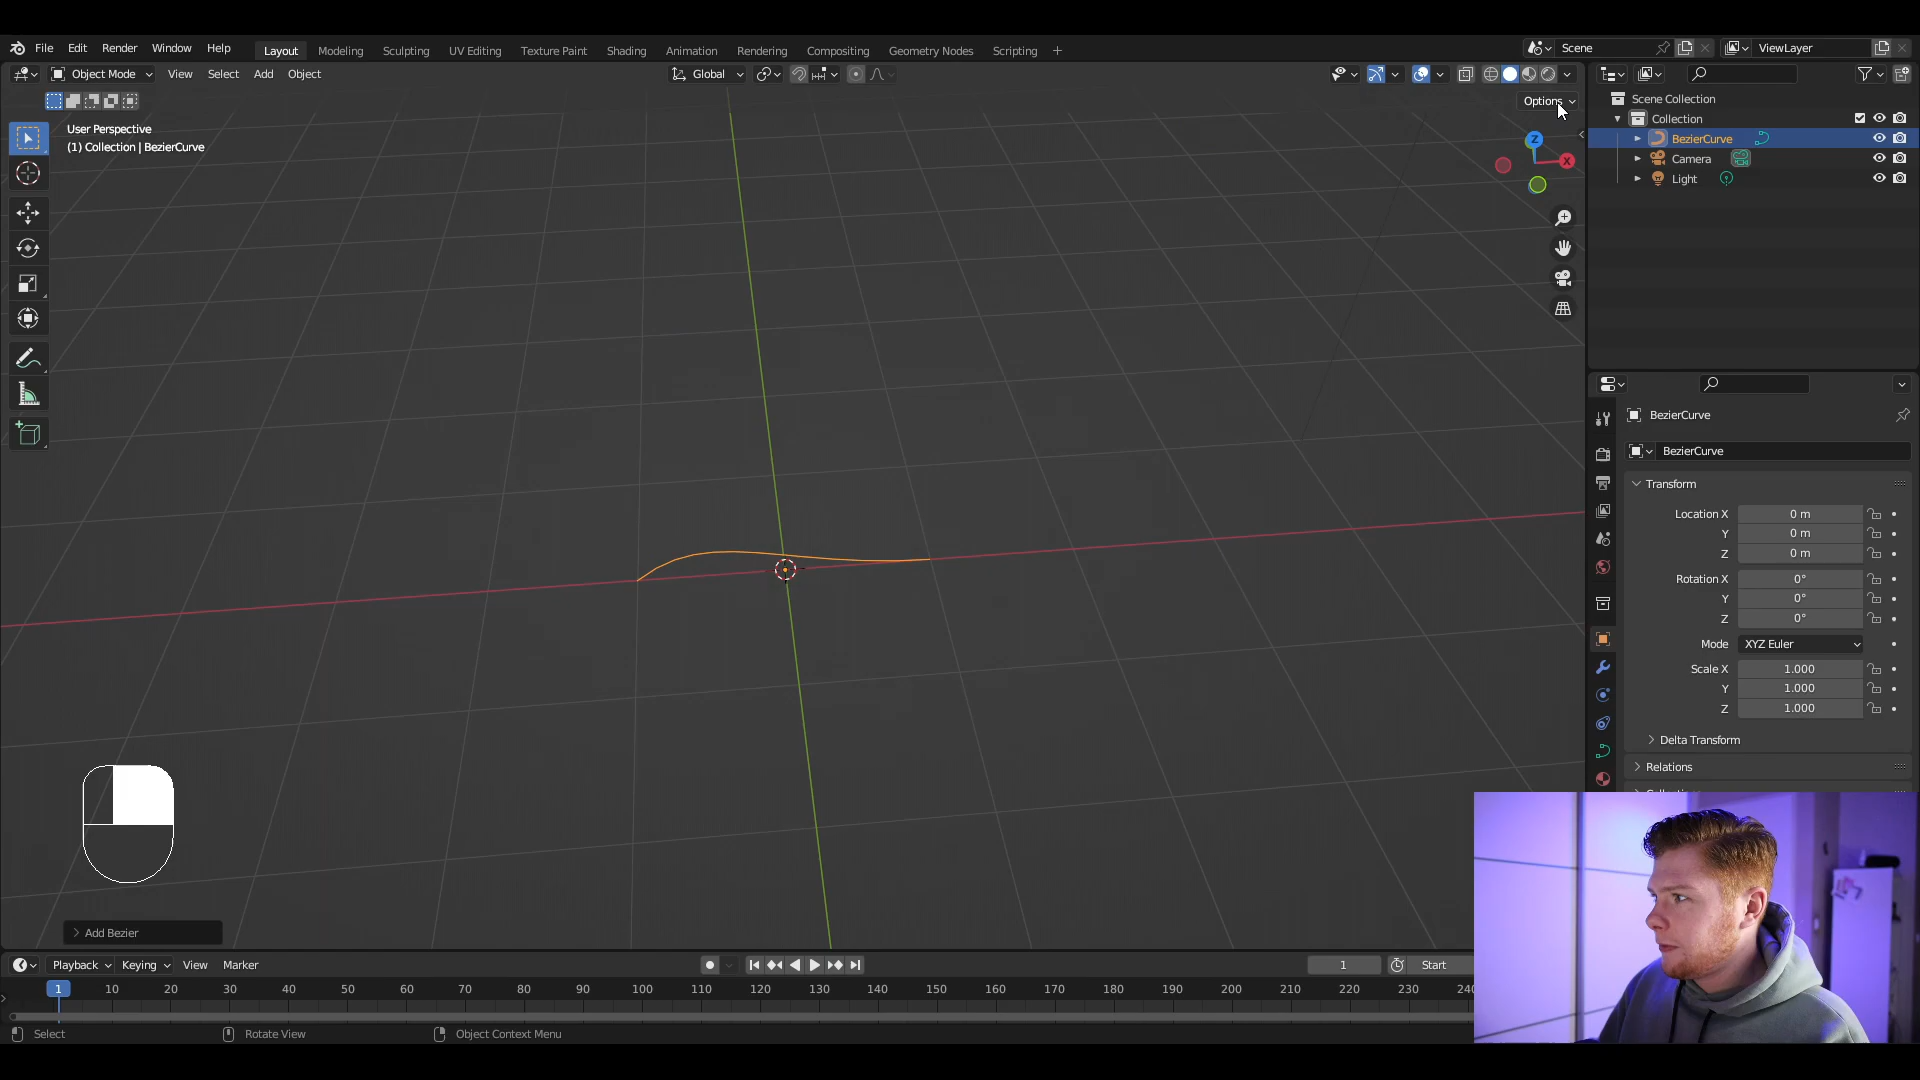 File Edit Render Window Help
Layout Modeling Sculpting UV Editing Texture Paint Shading Animation Rendering Compositing Geometry Nodes Scripting +
Scene
ViewLayer
Object Mode View Select Add Object
Global
Options
User Perspective
(1) Collection | BezierCurve
Z
X
Scene Collection
Collection
BezierCurve
Camera
Light
BezierCurve
BezierCurve
Transform
Location X 0 m
Y 0 m
Z 0 m
Rotation X 0°
Y 0°
Z 0°
Mode XYZ Euler
Scale X 1.000
Y 1.000
Z 1.000
Delta Transform
Relations
Add Bezier
Playback Keying View Marker
1 Start
1 10 20 30 40 50 60 70 80 90 100 110 120 130 140 150 160 170 180 190 200 210 220 230
Select Rotate View Object Context Menu